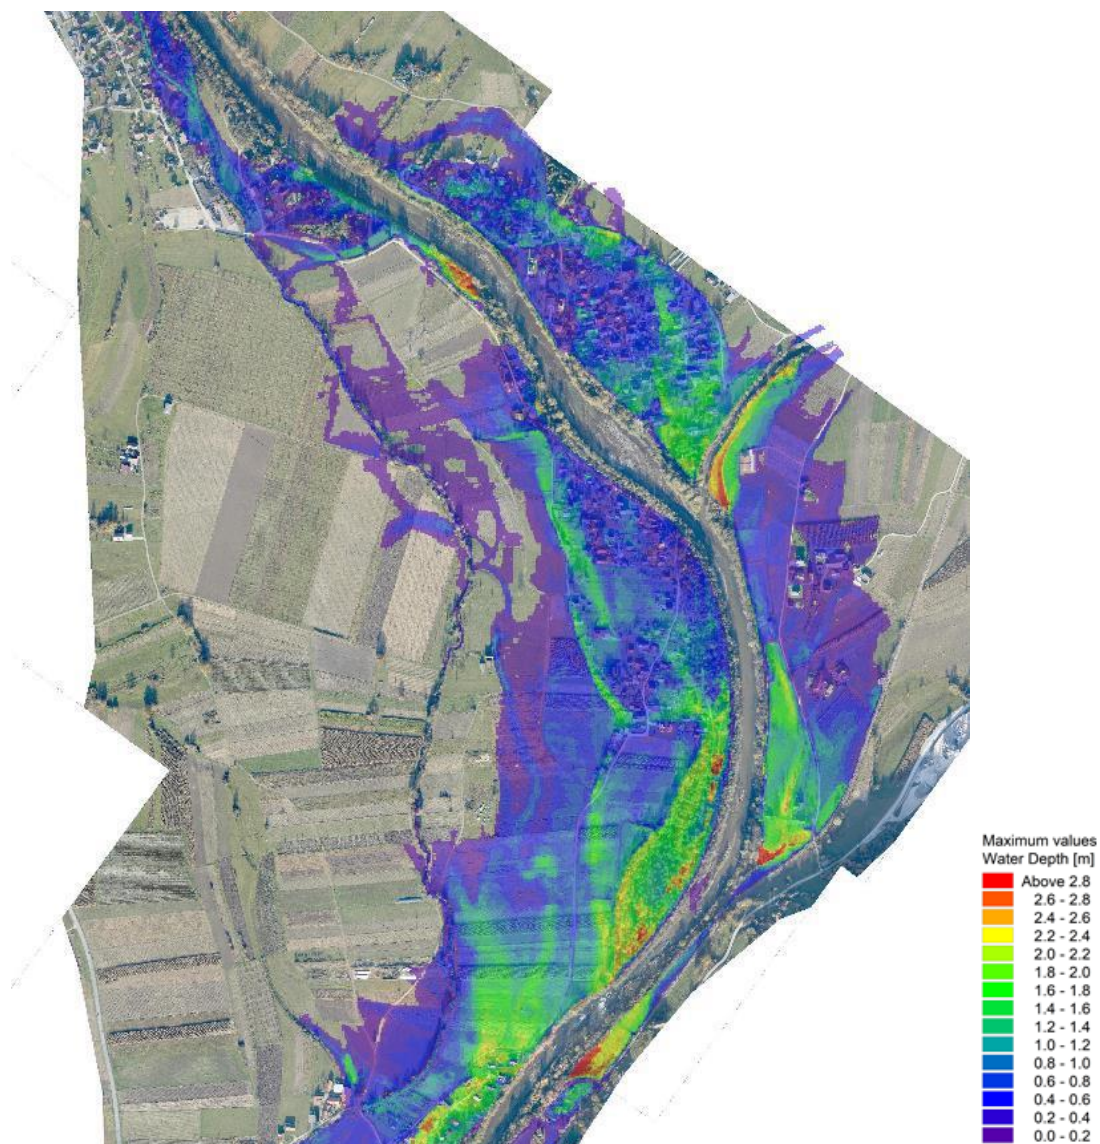 Maximum values
Water Depth [m]
Above 2.8
2.6 - 2.8
2.4 - 2.6
2.2 - 2.4
2.0 - 2.2
1.8 - 2.0
1.6 - 1.8
1.4 - 1.6
1.2 - 1.4
1.0 - 1.2
0.8 - 1.0
0.6 - 0.8
0.4 - 0.6
0.2 - 0.4
0.0 - 0.2